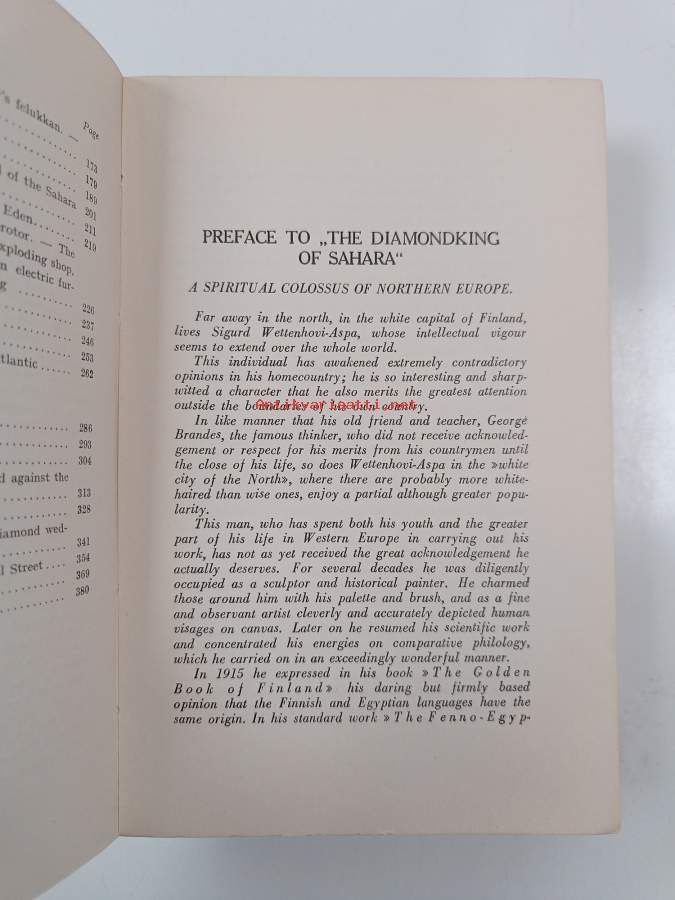 's felukkan. —
Page
173
179
189
of the Sahara
201
211
Eden........
219
rotor. — The
exploding shop.
n electric fur-
226
237
246
253
tlantic .....
262
286
293
304
d against the
313
328
diamond wed-
341
l Street ....
354
369
380
PREFACE TO „THE DIAMONDKING
OF SAHARA“
A SPIRITUAL COLOSSUS OF NORTHERN EUROPE.
Far away in the north, in the white capital of Finland,
lives Sigurd Wettenhovi-Aspa, whose intellectual vigour
seems to extend over the whole world.
This individual has awakened extremely contradictory
opinions in his homecountry; he is so interesting and sharp-
witted a character that he also merits the greatest attention
outside the boundaries of his own country.
Antikvariaatti.net
In like manner that his old friend and teacher, George
Brandes, the famous thinker, who did not receive acknowled-
gement or respect for his merits from his countrymen until
the close of his life, so does Wettenhovi-Aspa in the »white
city of the North», where there are probably more white-
haired than wise ones, enjoy a partial although greater popu-
larity.
This man, who has spent both his youth and the greater
part of his life in Western Europe in carrying out his
work, has not as yet received the great acknowledgement he
actually deserves. For several decades he was diligently
occupied as a sculptor and historical painter. He charmed
those around him with his palette and brush, and as a fine
and observant artist cleverly and accurately depicted human
visages on canvas. Later on he resumed his scientific work
and concentrated his energies on comparative philology,
which he carried on in an exceedingly wonderful manner.
In 1915 he expressed in his book »The Golden
Book of Finland» his daring but firmly based
opinion that the Finnish and Egyptian languages have the
same origin. In his standard work »The Fenno-Egyp-